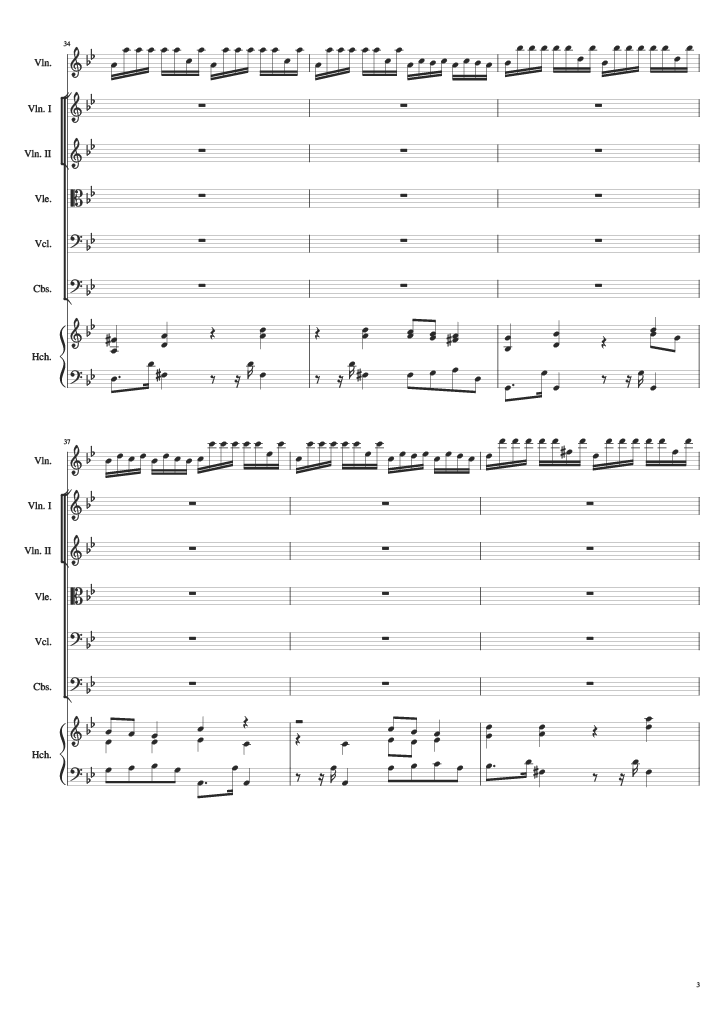 34
Vln.
Vln. I
Vln. II
Vle.
Vcl.
Cbs.
Hch.
37
Vln.
Vln. I
Vln. II
Vle.
Vcl.
Cbs.
Hch.
3